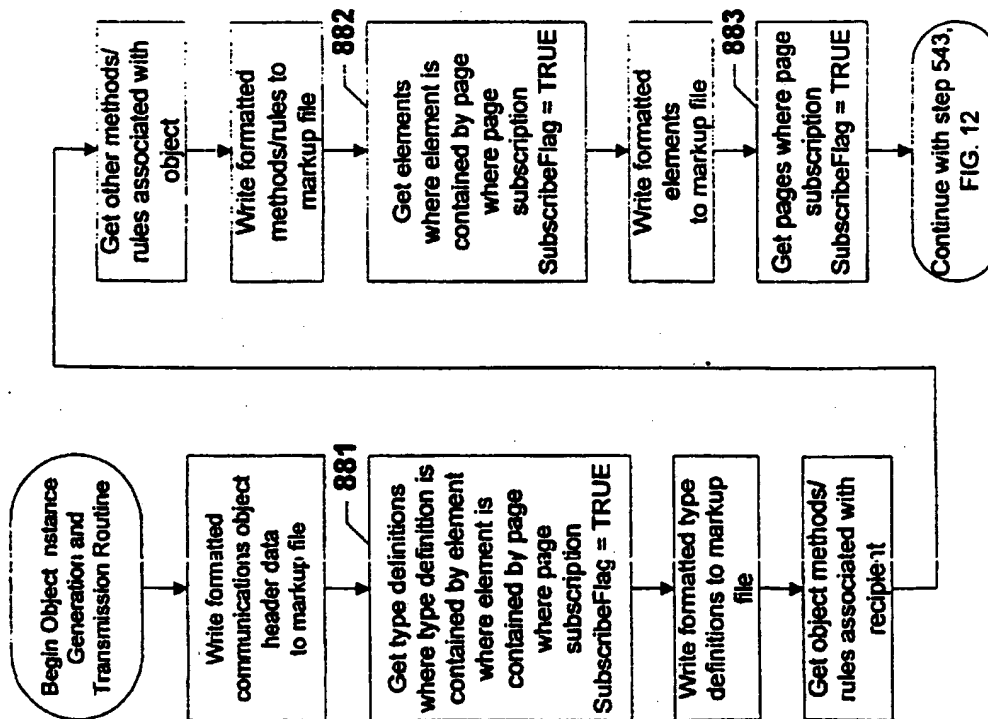 Begin Object nstance
Generation and
Transmission Routine
Write formatted
communications object
header data
to markup file
881
Get type definitions
where type definition is
contained by element
where element is
contained by page
where page
subscription
SubscribeFlag = TRUE
Write formatted type
definitions to markup
file
Get object methods/
rules associated with
recipient
Get other methods/
rules associated with
object
Write formatted
methods/rules to
markup file
882
Get elements
where element is
contained by page
where page
subscription
SubscribeFlag = TRUE
Write formatted
elements
to markup file
883
Get pages where page
subscription
SubscribeFlag = TRUE
Continue with step 543,
FIG. 12